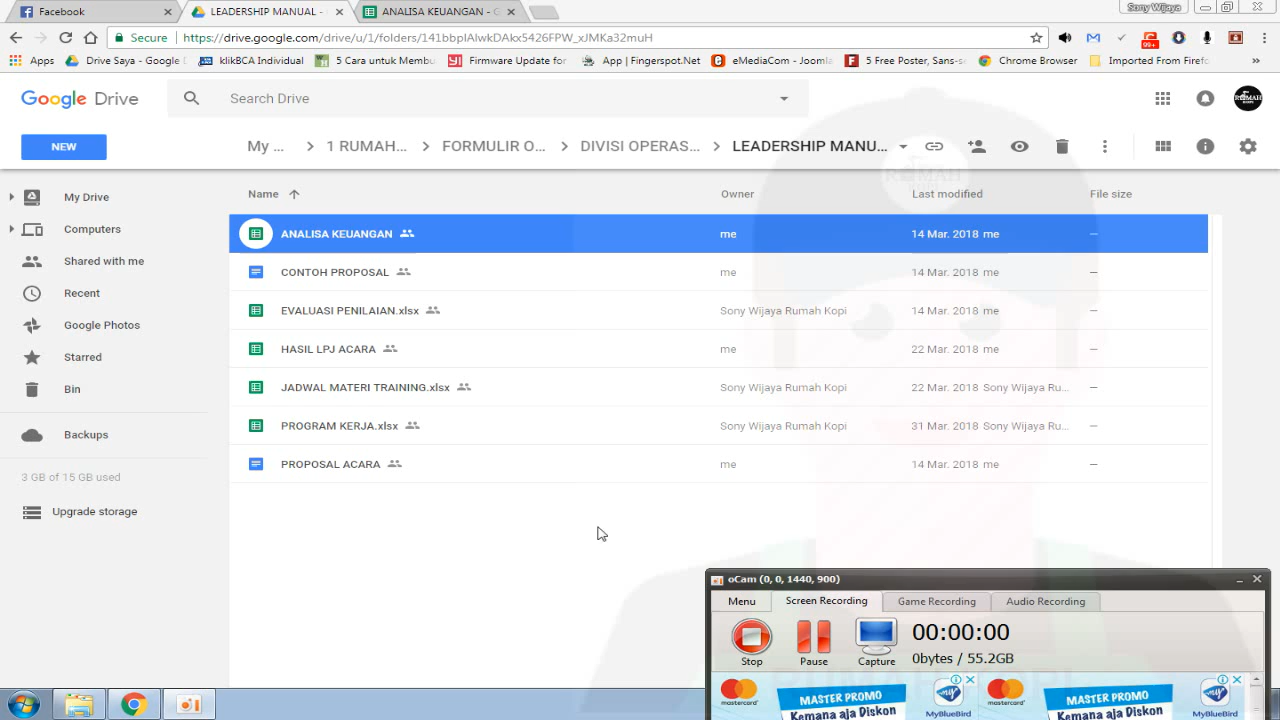 Facebook
LEADERSHIP MANUAL -
ANALISA KEUANGAN - G
Sony Wijaya
Secure
https://drive.google.com/drive/u/1/folders/141bbpIAlwkDAkx5426FPW_xJMKa32muH
99+
Apps
Drive Saya - Google D
klikBCA Individual
5 Cara untuk Membu
Firmware Update for
App | Fingerspot.Net
eMediaCom - Joomla
5 Free Poster, Sans-s
Chrome Browser
Imported From Firef
Google Drive
Search Drive
NEW
My ...
1 RUMAH...
FORMULIR O...
DIVISI OPERAS...
LEADERSHIP MANU...
My Drive
Computers
Shared with me
Recent
Google Photos
Starred
Bin
Backups
3 GB of 15 GB used
Upgrade storage
Name
Owner
Last modified
File size
ANALISA KEUANGAN
me
14 Mar. 2018 me
—
CONTOH PROPOSAL
me
14 Mar. 2018 me
—
EVALUASI PENILAIAN.xlsx
Sony Wijaya Rumah Kopi
14 Mar. 2018 me
—
HASIL LPJ ACARA
me
22 Mar. 2018 me
—
JADWAL MATERI TRAINING.xlsx
Sony Wijaya Rumah Kopi
22 Mar. 2018 Sony Wijaya Ru...
—
PROGRAM KERJA.xlsx
Sony Wijaya Rumah Kopi
31 Mar. 2018 Sony Wijaya Ru...
—
PROPOSAL ACARA
me
14 Mar. 2018 me
—
oCam (0, 0, 1440, 900)
Menu
Screen Recording
Game Recording
Audio Recording
Stop
Pause
Capture
00:00:00
0bytes / 55.2GB
mastercard
MASTER PROMO
Kemana aja Diskon
my
MyBlueBird
mastercard
MASTER PROMO
Kemana aja Diskon
my
MyBlueBird